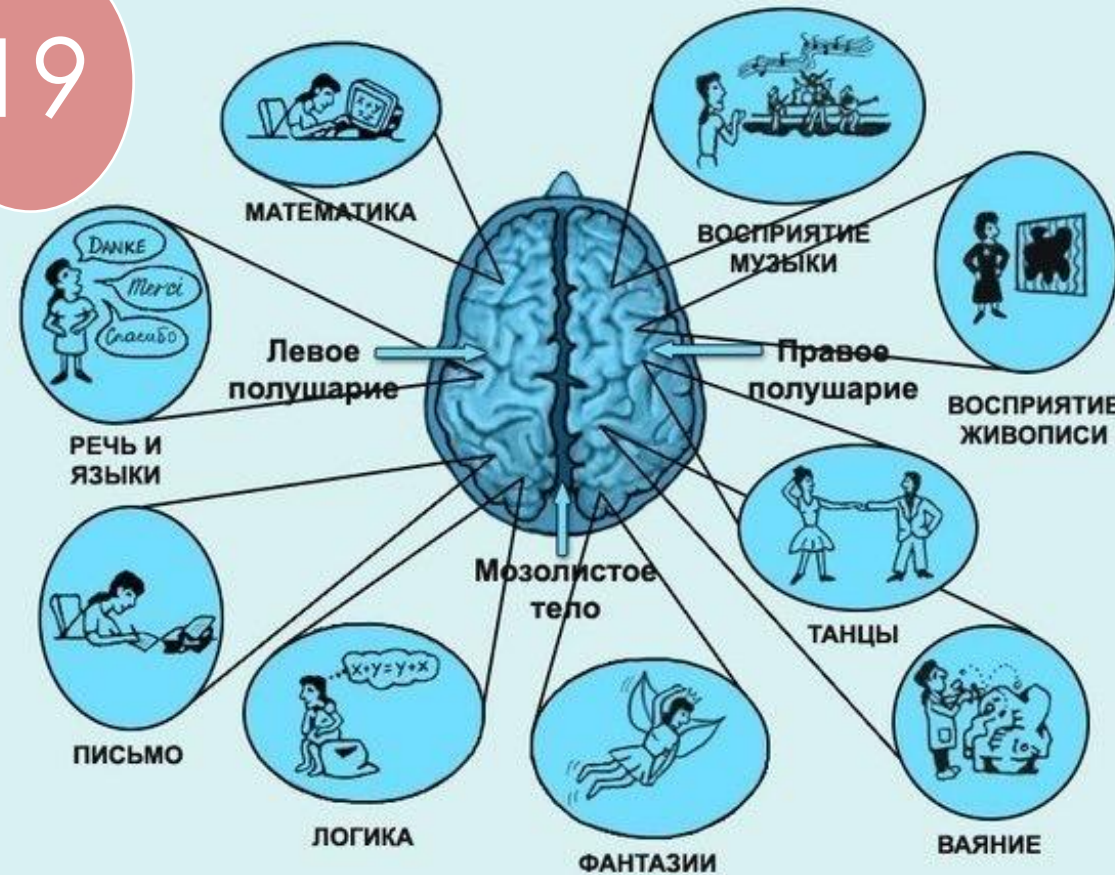 19
МАТЕМАТИКА
ВОСПРИЯТИЕ
МУЗЫКИ
DANKE
Merci
Спасибо
Левое
полушарие
Правое
полушарие
ВОСПРИЯТИЕ
ЖИВОПИСИ
РЕЧЬ И
ЯЗЫКИ
Мозолистое
тело
ТАНЦЫ
x+y=y+x
ПИСЬМО
ЛОГИКА
ФАНТАЗИИ
ВАЯНИЕ